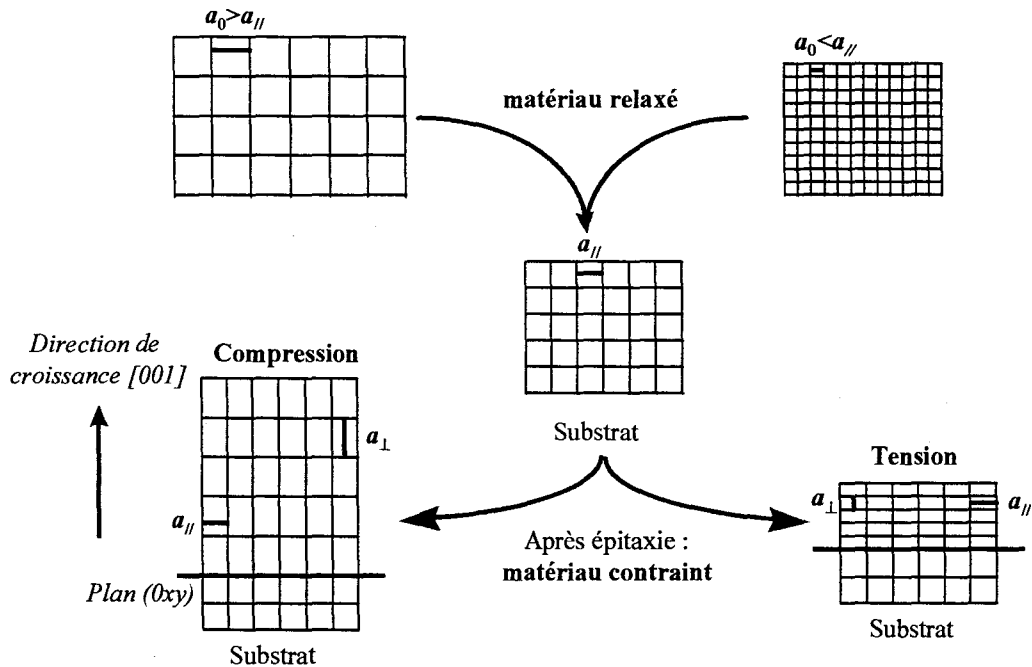 a₀>a//
a₀<a//
matériau relaxé
a//
Direction de
croissance [001]
Compression
a⊥
Substrat
Tension
a⊥
a//
a//
Après épitaxie :
matériau contraint
Plan (0xy)
Substrat
Substrat